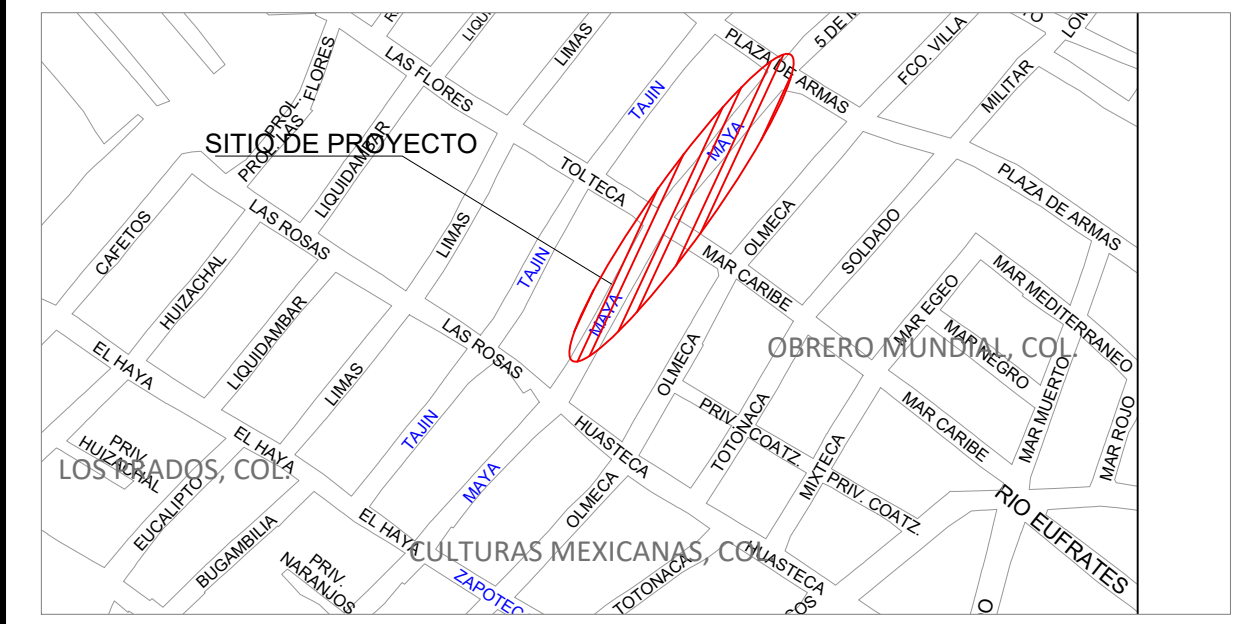 LIMAS
5 DE M
FCO. VILLA
PLAZA DE ARMAS
LAS FLORES
MILITAR
TAJIN
MAYA
PROL.
FLORES
PROL. LAS
SITIO DE PROYECTO
LIQUIDAMBAR
TOLTECA
PLAZA DE ARMAS
LAS ROSAS
LIMAS
OLMECA
SOLDADO
CAFETOS
TAJIN
MAR CARIBE
MAR MEDITERRANEO
HUIZACHAL
MAYA
MAR EGEO
MAR NEGRO
LIQUIDAMBAR
LAS ROSAS
OBRERO MUNDIAL, COL.
EL HAYA
LIMAS
OLMECA
MAR MUERTO
MAR ROJO
TAJIN
HUASTECA
PRIV. COATZ.
TOTONACA
MAR CARIBE
EL HAYA
PRIV.
HUIZACHAL
LOS PRADOS, COL.
MAYA
MIXTECA
PRIV. COATZ.
EUCALIPTO
OLMECA
RIO EUFRATES
EL HAYA
BUGAMBILIA
CULTURAS MEXICANAS, COL.
HUASTECA
PRIV.
NARANJOS
ZAPOTEC
TOTONACA
COS
O